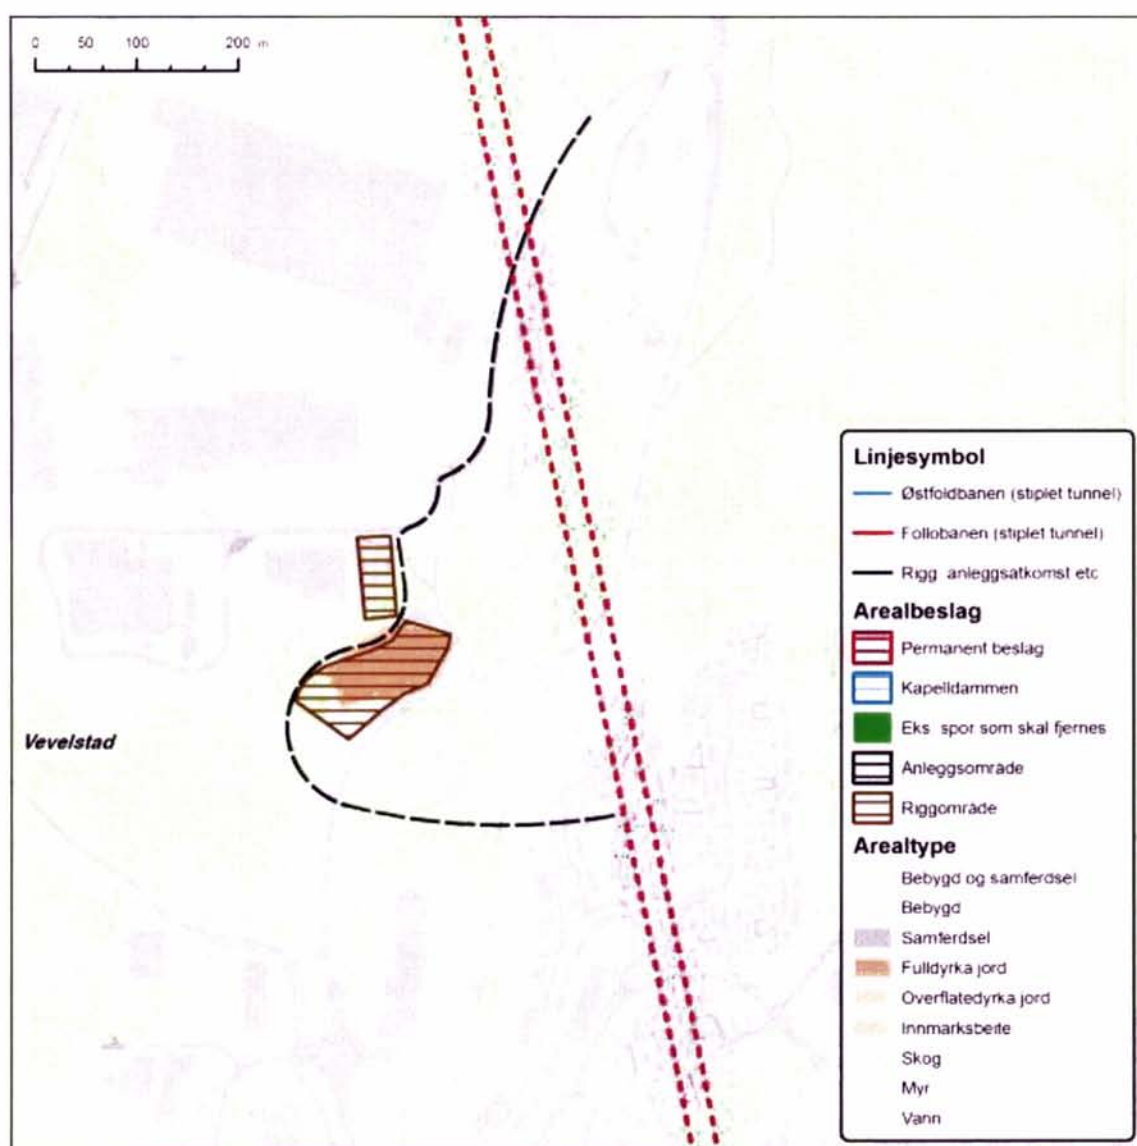 0 50 100 200 m
Vevelstad
Linjesymbol
Østfoldbanen (stiplet tunnel)
Follobanen (stiplet tunnel)
Rigg anleggsatkomst etc
Arealbeslag
Permanent beslag
Kapelldammen
Eks spor som skal fjernes
Anleggsområde
Riggområde
Arealtype
Bebygd og samferdsel
Bebygd
Samferdsel
Fulldyrka jord
Overflatedyrka jord
Innmarksbeite
Skog
Myr
Vann